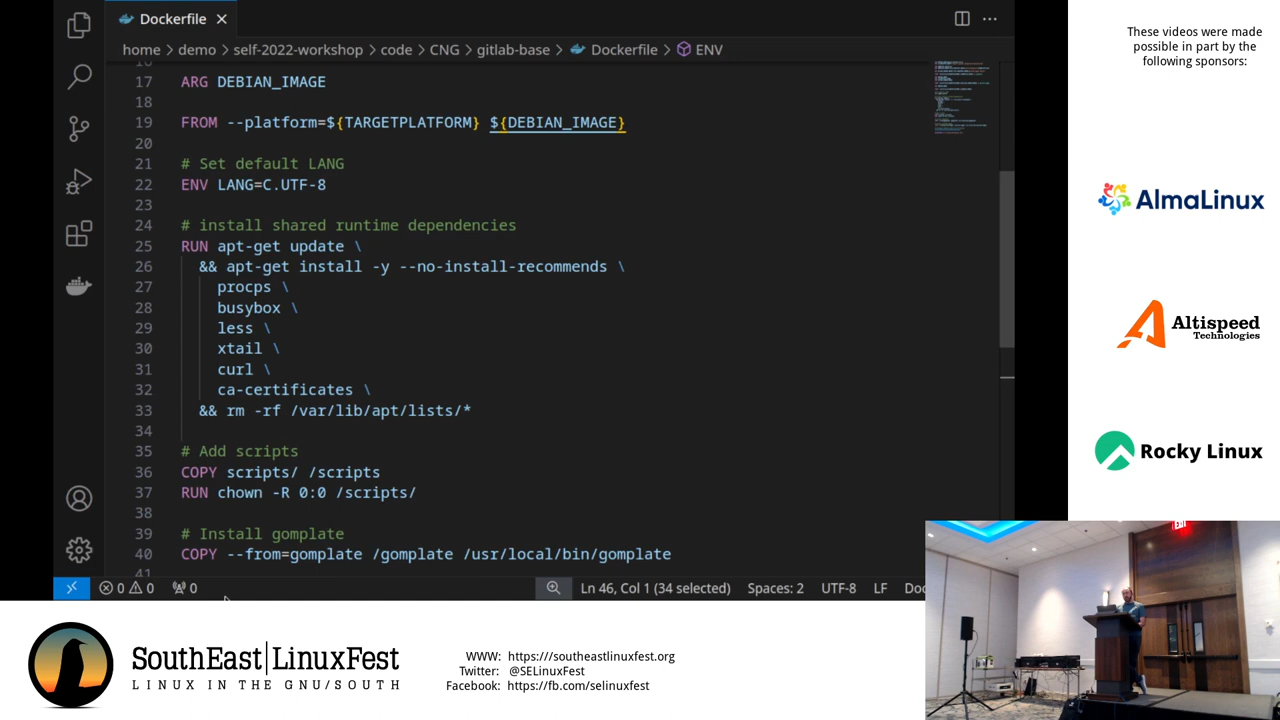 Dockerfile
home > demo > self-2022-workshop > code > CNG > gitlab-base > Dockerfile > ENV
16
17 ARG DEBIAN_IMAGE
18
19 FROM --platform=${TARGETPLATFORM} ${DEBIAN_IMAGE}
20
21 # Set default LANG
22 ENV LANG=C.UTF-8
23
24 # install shared runtime dependencies
25 RUN apt-get update \
26 && apt-get install -y --no-install-recommends \
27 procps \
28 busybox \
29 less \
30 xtail \
31 curl \
32 ca-certificates \
33 && rm -rf /var/lib/apt/lists/*
34
35 # Add scripts
36 COPY scripts/ /scripts
37 RUN chown -R 0:0 /scripts/
38
39 # Install gomplate
40 COPY --from=gomplate /gomplate /usr/local/bin/gomplate
41
0 0 0 Ln 46, Col 1 (34 selected) Spaces: 2 UTF-8 LF Doc
These videos were made
possible in part by the
following sponsors:
AlmaLinux
Altispeed
Technologies
Rocky Linux
EXIT
SouthEast LinuxFest
LINUX IN THE GNU/SOUTH
WWW: https:///southeastlinuxfest.org
Twitter: @SELinuxFest
Facebook: https://fb.com/selinuxfest